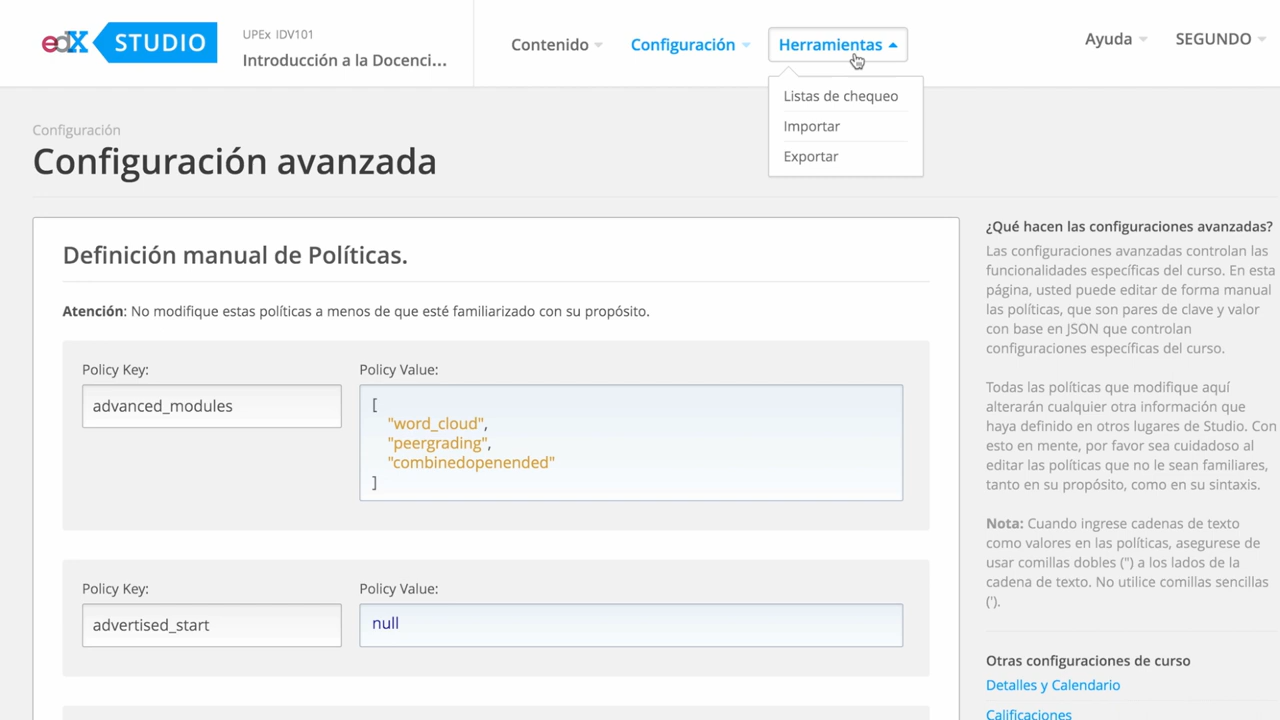 edX STUDIO
UPEx IDV101
Introducción a la Docenci...
Contenido
Configuración
Herramientas
Ayuda
SEGUNDO
Listas de chequeo
Importar
Exportar
Configuración
Configuración avanzada
Definición manual de Políticas.
Atención: No modifique estas políticas a menos de que esté familiarizado con su propósito.
Policy Key:
advanced_modules
Policy Value:
[
"word_cloud",
"peergrading",
"combinedopenended"
]
Policy Key:
advertised_start
Policy Value:
null
¿Qué hacen las configuraciones avanzadas?
Las configuraciones avanzadas controlan las
funcionalidades específicas del curso. En esta
página, usted puede editar de forma manual
las políticas, que son pares de clave y valor
con base en JSON que controlan
configuraciones específicas del curso.
Todas las políticas que modifique aquí
alterarán cualquier otra información que
haya definido en otros lugares de Studio. Con
esto en mente, por favor sea cuidadoso al
editar las políticas que no le sean familiares,
tanto en su propósito, como en su sintaxis.
Nota: Cuando ingrese cadenas de texto
como valores en las políticas, asegurese de
usar comillas dobles (") a los lados de la
cadena de texto. No utilice comillas sencillas
(').
Otras configuraciones de curso
Detalles y Calendario
Calificaciones